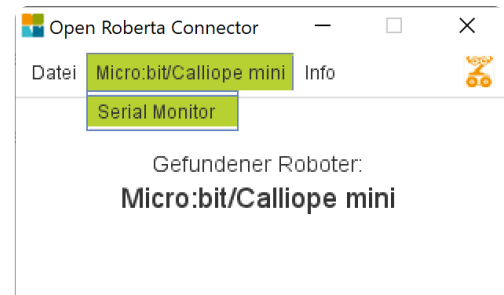 Open Roberta Connector
Datei Micro:bit/Calliope mini Info
Serial Monitor
Gefundener Roboter:
Micro:bit/Calliope mini